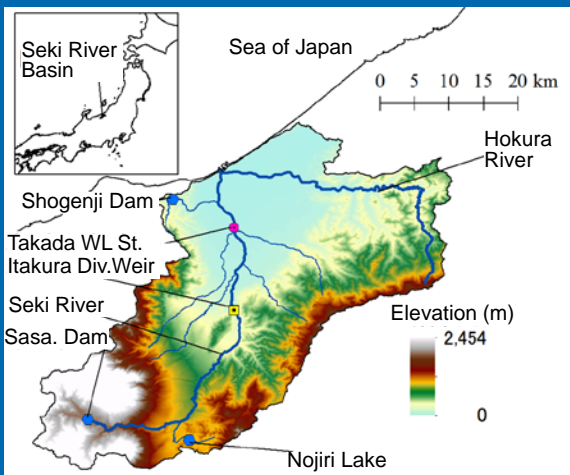 Seki River
Basin
Sea of Japan
0 5 10 15 20 km
Hokura
River
Shogenji Dam
Takada WL St.
Itakura Div.Weir
Seki River
Sasa. Dam
Elevation (m)
2,454
0
Nojiri Lake